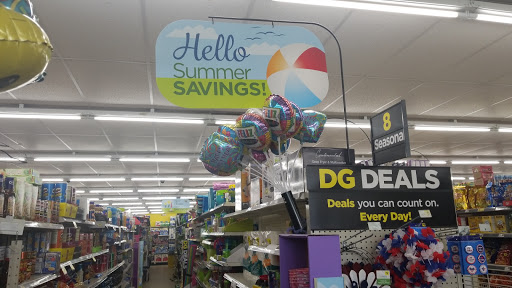 Hello
Summer
SAVINGS!
8
Seasonal
DG DEALS
Deals you can count on.
Every Day!